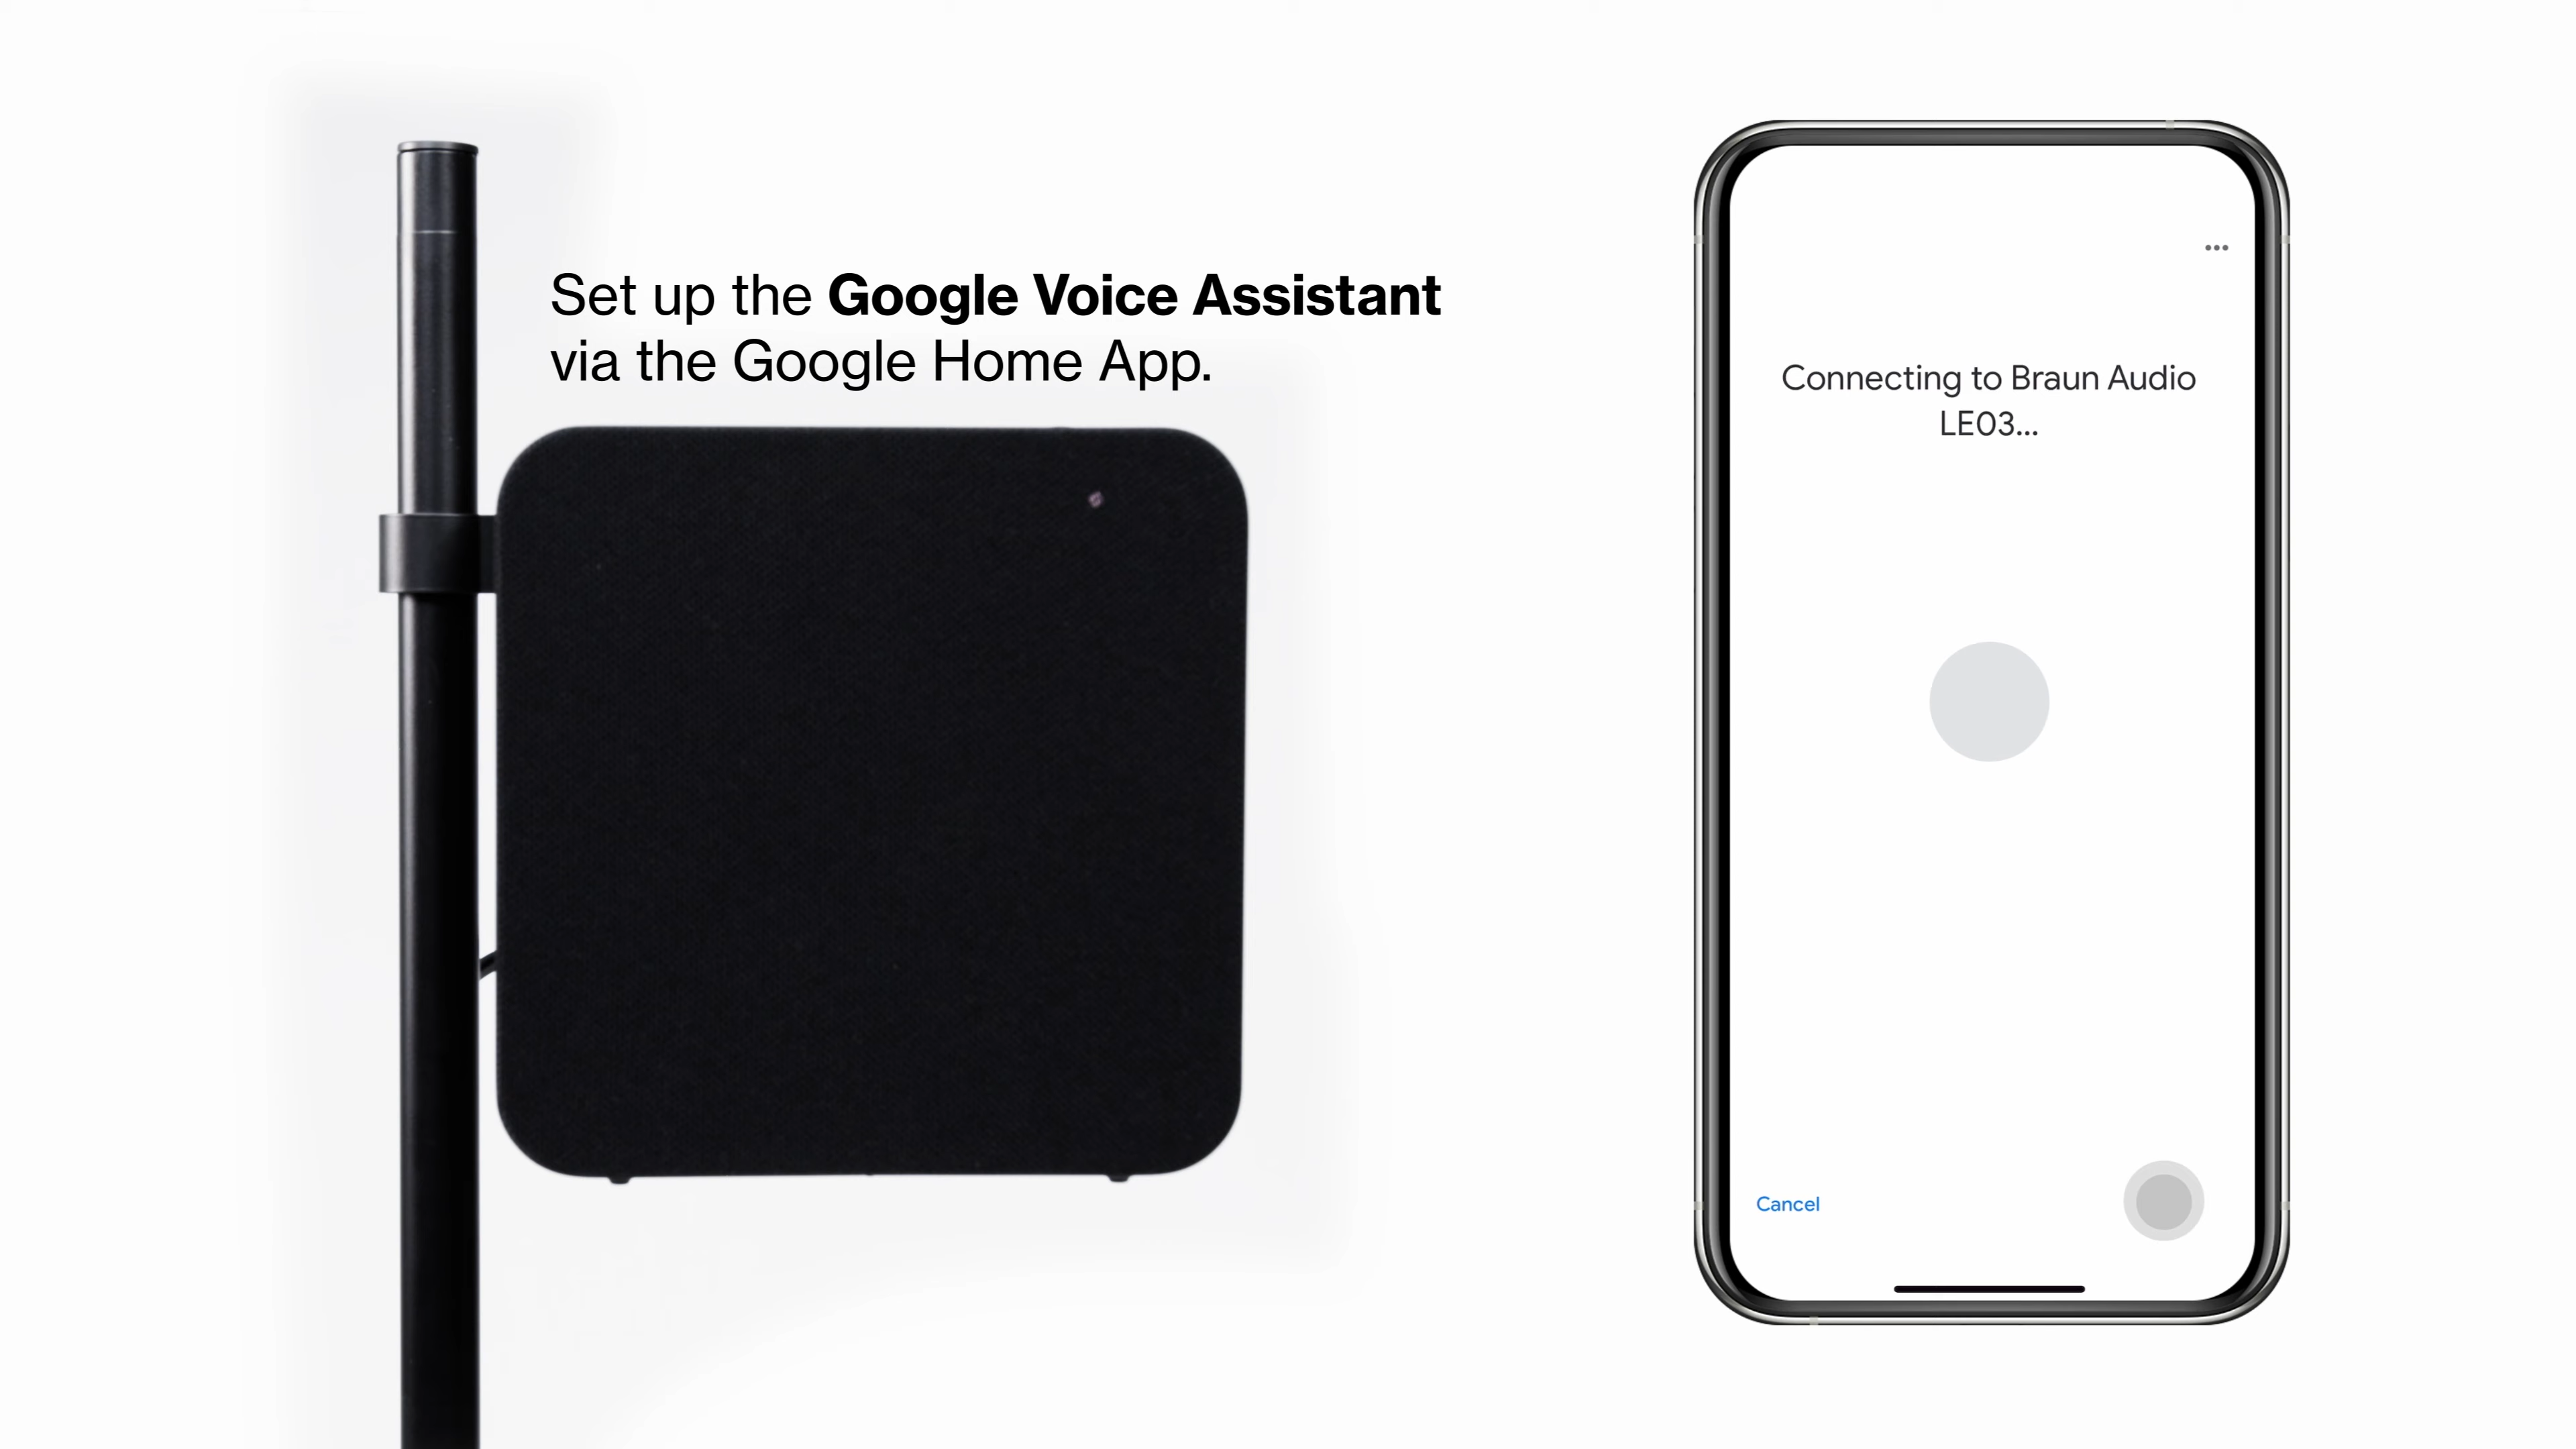 Set up the Google Voice Assistant
via the Google Home App.
Connecting to Braun Audio
LE03...
Cancel